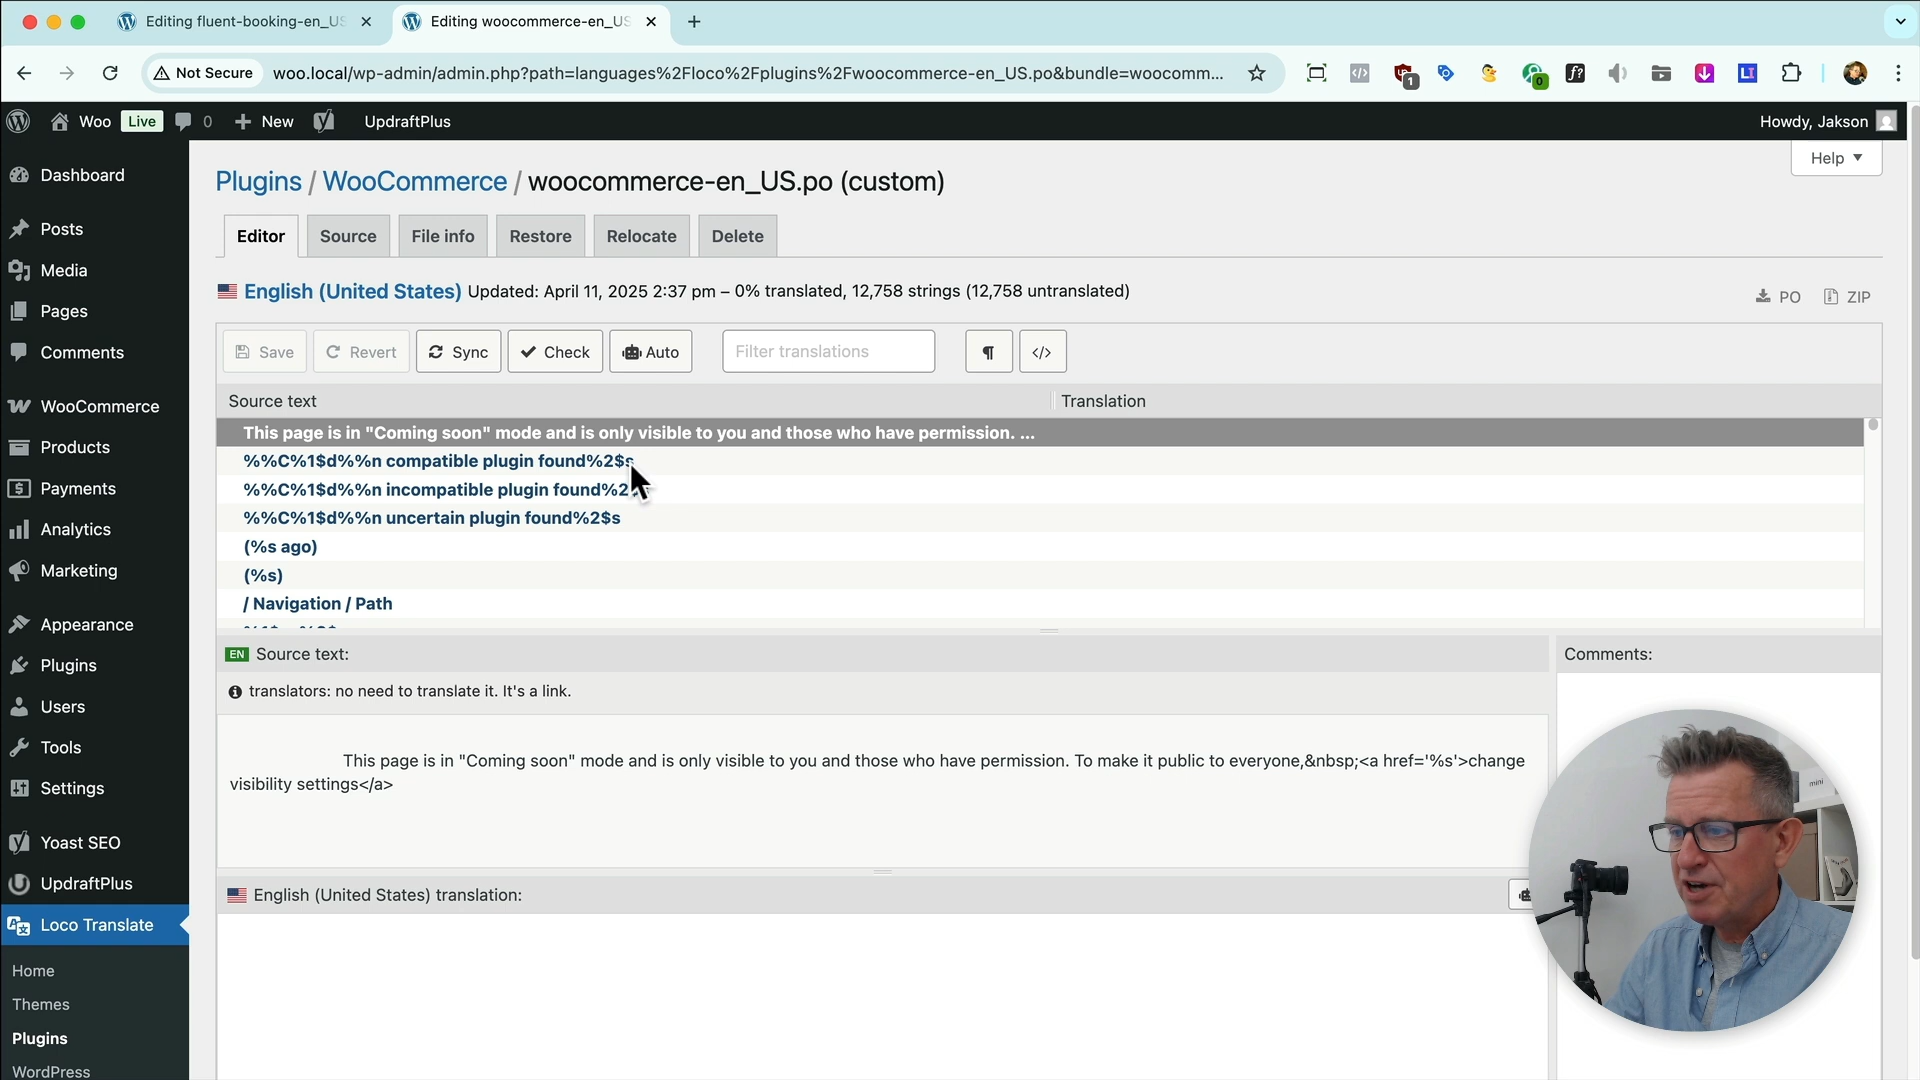 Editing fluent-booking-en_US
Editing woocommerce-en_US
Not Secure
woo.local/wp-admin/admin.php?path=languages%2Floco%2Fplugins%2Fwoocommerce-en_US.po&bundle=woocomm...
1
0
f?
Woo
Live
0
New
UpdraftPlus
Howdy, Jakson
Help
Dashboard
Posts
Media
Pages
Comments
WooCommerce
Products
Payments
Analytics
Marketing
Appearance
Plugins
Users
Tools
Settings
Yoast SEO
UpdraftPlus
Loco Translate
Home
Themes
Plugins
WordPress
Plugins / WooCommerce / woocommerce-en_US.po (custom)
Editor
Source
File info
Restore
Relocate
Delete
English (United States) Updated: April 11, 2025 2:37 pm – 0% translated, 12,758 strings (12,758 untranslated)
PO
ZIP
Save
Revert
Sync
Check
Auto
Filter translations
¶
</>
Source text
Translation
This page is in "Coming soon" mode and is only visible to you and those who have permission. ...
%%C%1$d%%n compatible plugin found%2$s
%%C%1$d%%n incompatible plugin found%2
%%C%1$d%%n uncertain plugin found%2$s
(%s ago)
(%s)
/ Navigation / Path
EN Source text:
translators: no need to translate it. It's a link.
This page is in "Coming soon" mode and is only visible to you and those who have permission. To make it public to everyone,&nbsp;<a href='%s'>change
visibility settings</a>
English (United States) translation:
Comments:
mini